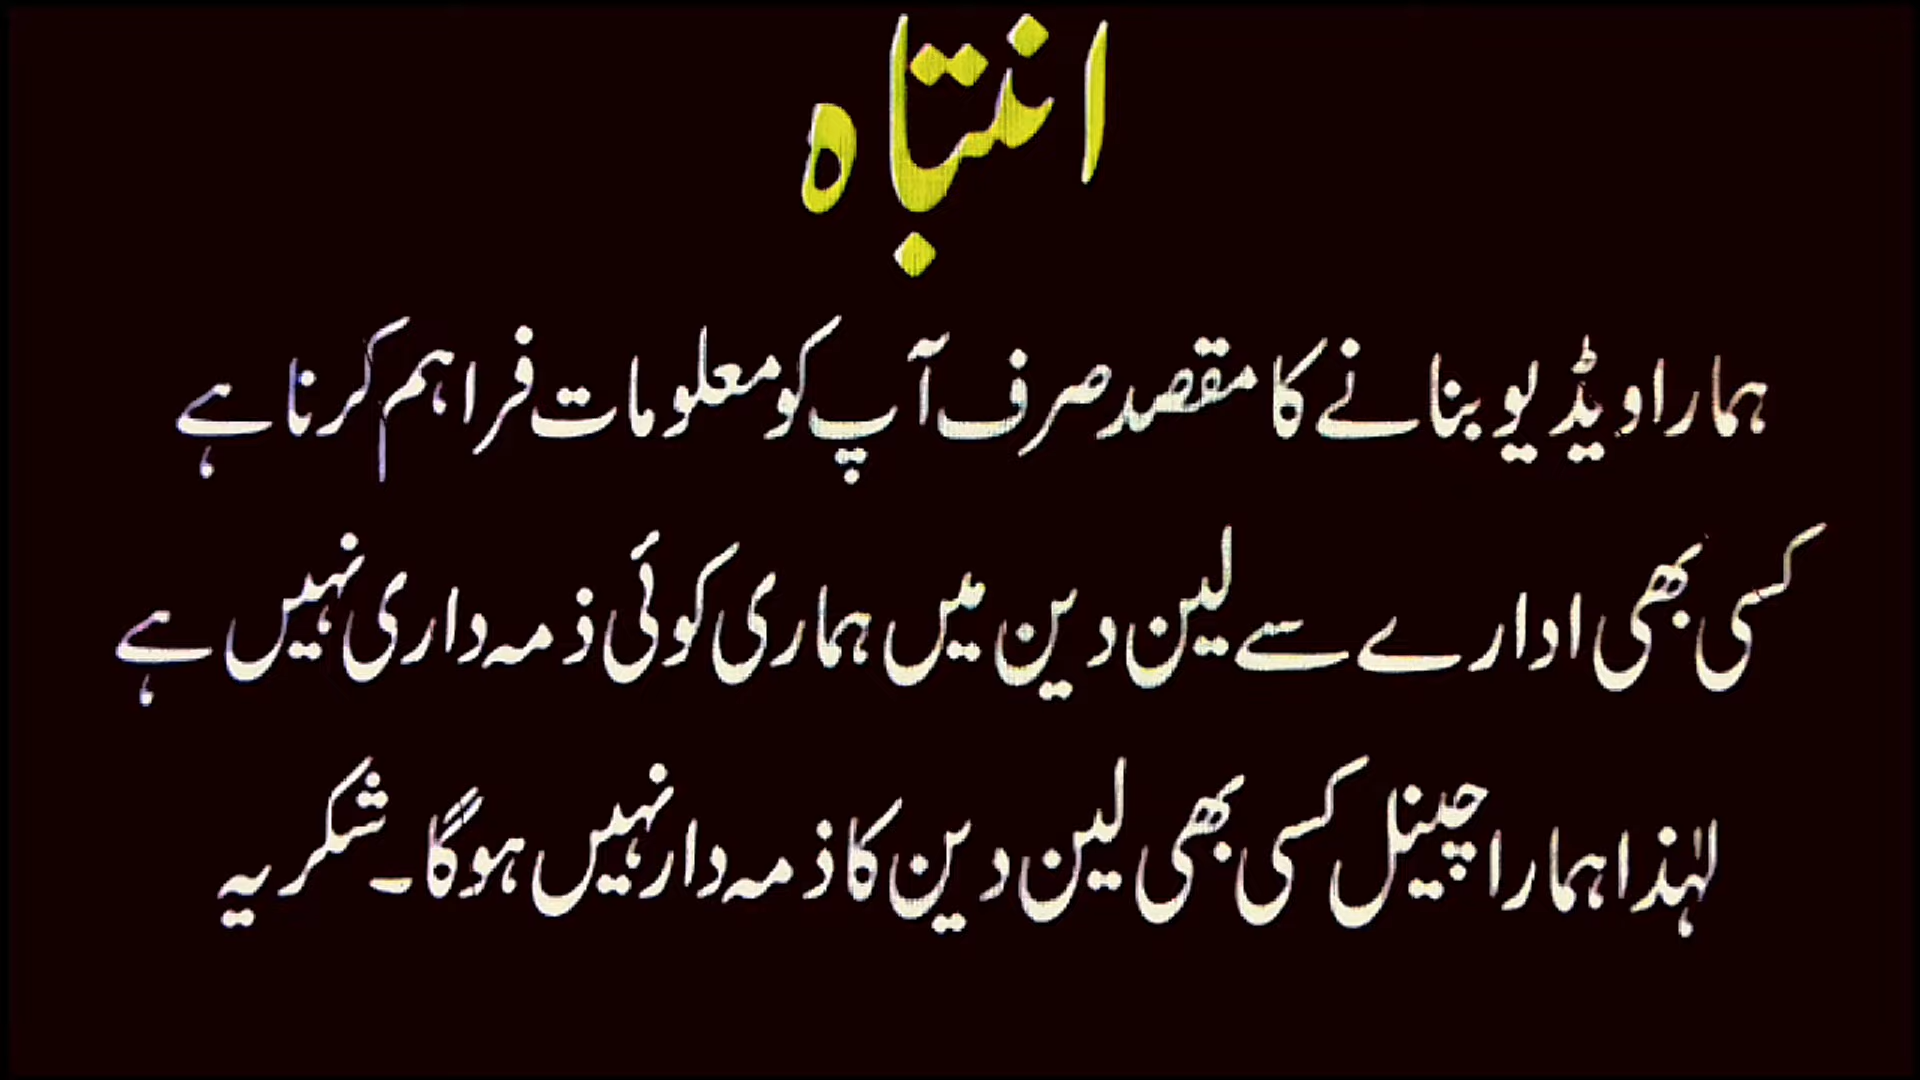 انتباہ
ہمارا ویڈیو بنانے کا مقصد صرف آپ کو معلومات فراہم کرنا ہے
کسی بھی ادارے سے لین دین میں ہماری کوئی ذمہ داری نہیں ہے
لہٰذا ہمارا چینل کسی بھی لین دین کا ذمہ دار نہیں ہوگا۔ شکریہ